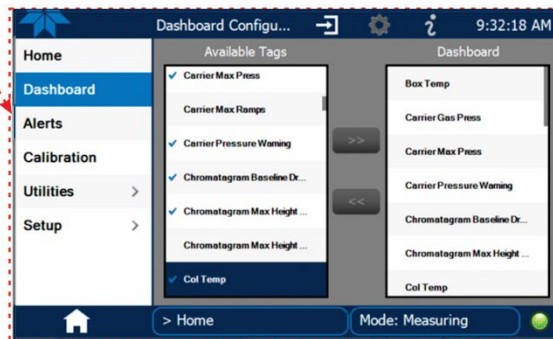 Dashboard Configu... 9:32:18 AM
Home
Dashboard
Alerts
Calibration
Utilities >
Setup >
Available Tags
Carrier Max Press
Carrier Max Ramps
Carrier Pressure Warning
Chromatagram Baseline Dr...
Chromatagram Max Height ...
Chromatagram Max Height ...
Col Temp
>>
<<
Dashboard
Box Temp
Carrier Gas Press
Carrier Max Press
Carrier Pressure Warning
Chromatagram Baseline Dr...
Chromatagram Max Height ...
Col Temp
> Home
Mode: Measuring